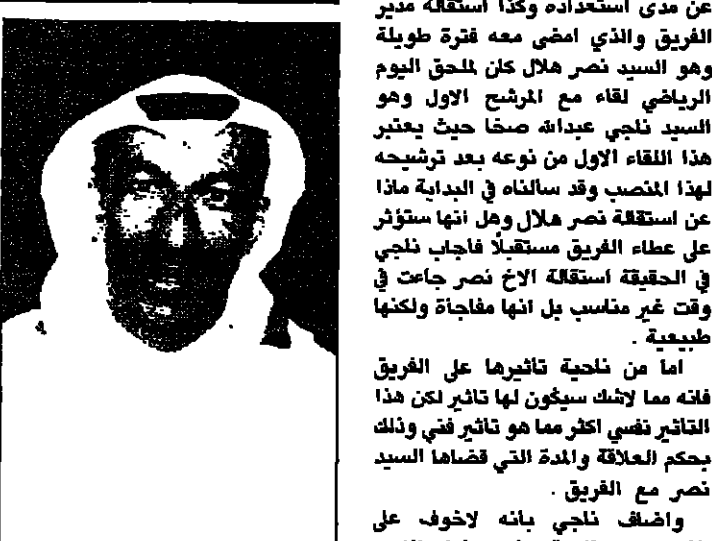 عن مدى استعداده وكذا استقالة مدير
الفريق والذي امضى معه فترة طويلة
وهو السيد نصر هلال كان لملحق اليوم
الرياضي لقاء مع المرشح الاول وهو
السيد ناجي عبدالله صخا حيث يعتبر
هذا اللقاء الاول من نوعه بعد ترشيحه
لهذا المنصب وقد سألناه في البداية ماذا
عن استقالة نصر هلال وهل انها ستؤثر
على عطاء الفريق مستقبلاً فأجاب ناجي
في الحقيقة استقالة الاخ نصر جاءت في
وقت غير مناسب بل انها مفاجأة ولكنها
طبيعية .
اما من ناحية تأثيرها على الفريق
فانه مما لاشك سيكون لها تاثير لكن هذا
التأثير نفسي اكثر مما هو تأثير فني وذلك
بحكم العلاقة والمدة التي قضاها السيد
نصر مع الفريق .
واضاف ناجي بأنه لاخوف على